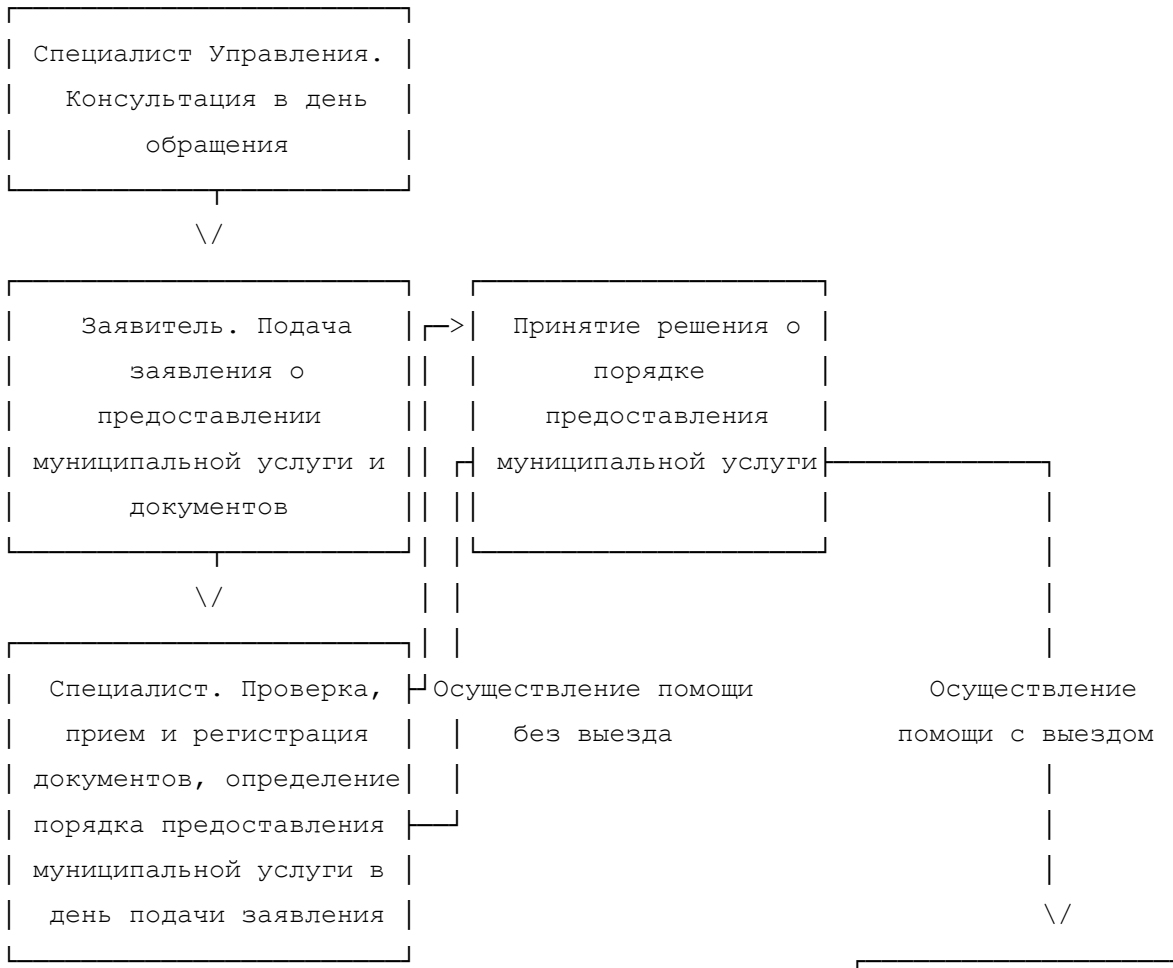 Специалист Управления.
Консультация в день
обращения
Заявитель. Подача
заявления о
предоставлении
муниципальной услуги и
документов
Принятие решения о
порядке
предоставления
муниципальной услуги
Специалист. Проверка,
прием и регистрация
документов, определение
порядка предоставления
муниципальной услуги в
день подачи заявления
Осуществление помощи
без выезда
Осуществление
помощи с выездом